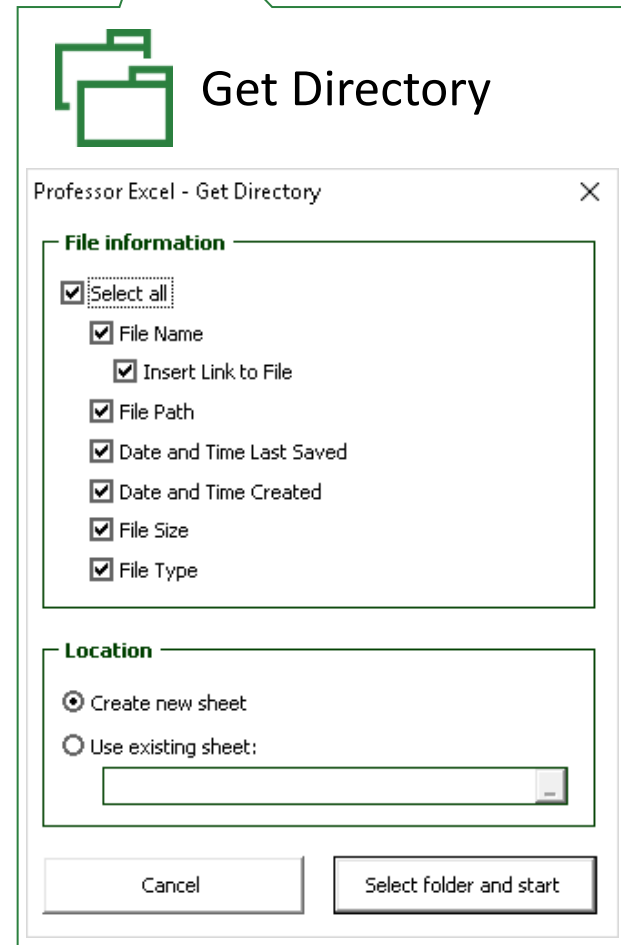 Get Directory
Professor Excel - Get Directory
File information
Select all
File Name
Insert Link to File
File Path
Date and Time Last Saved
Date and Time Created
File Size
File Type
Location
Create new sheet
Use existing sheet:
_
Cancel
Select folder and start